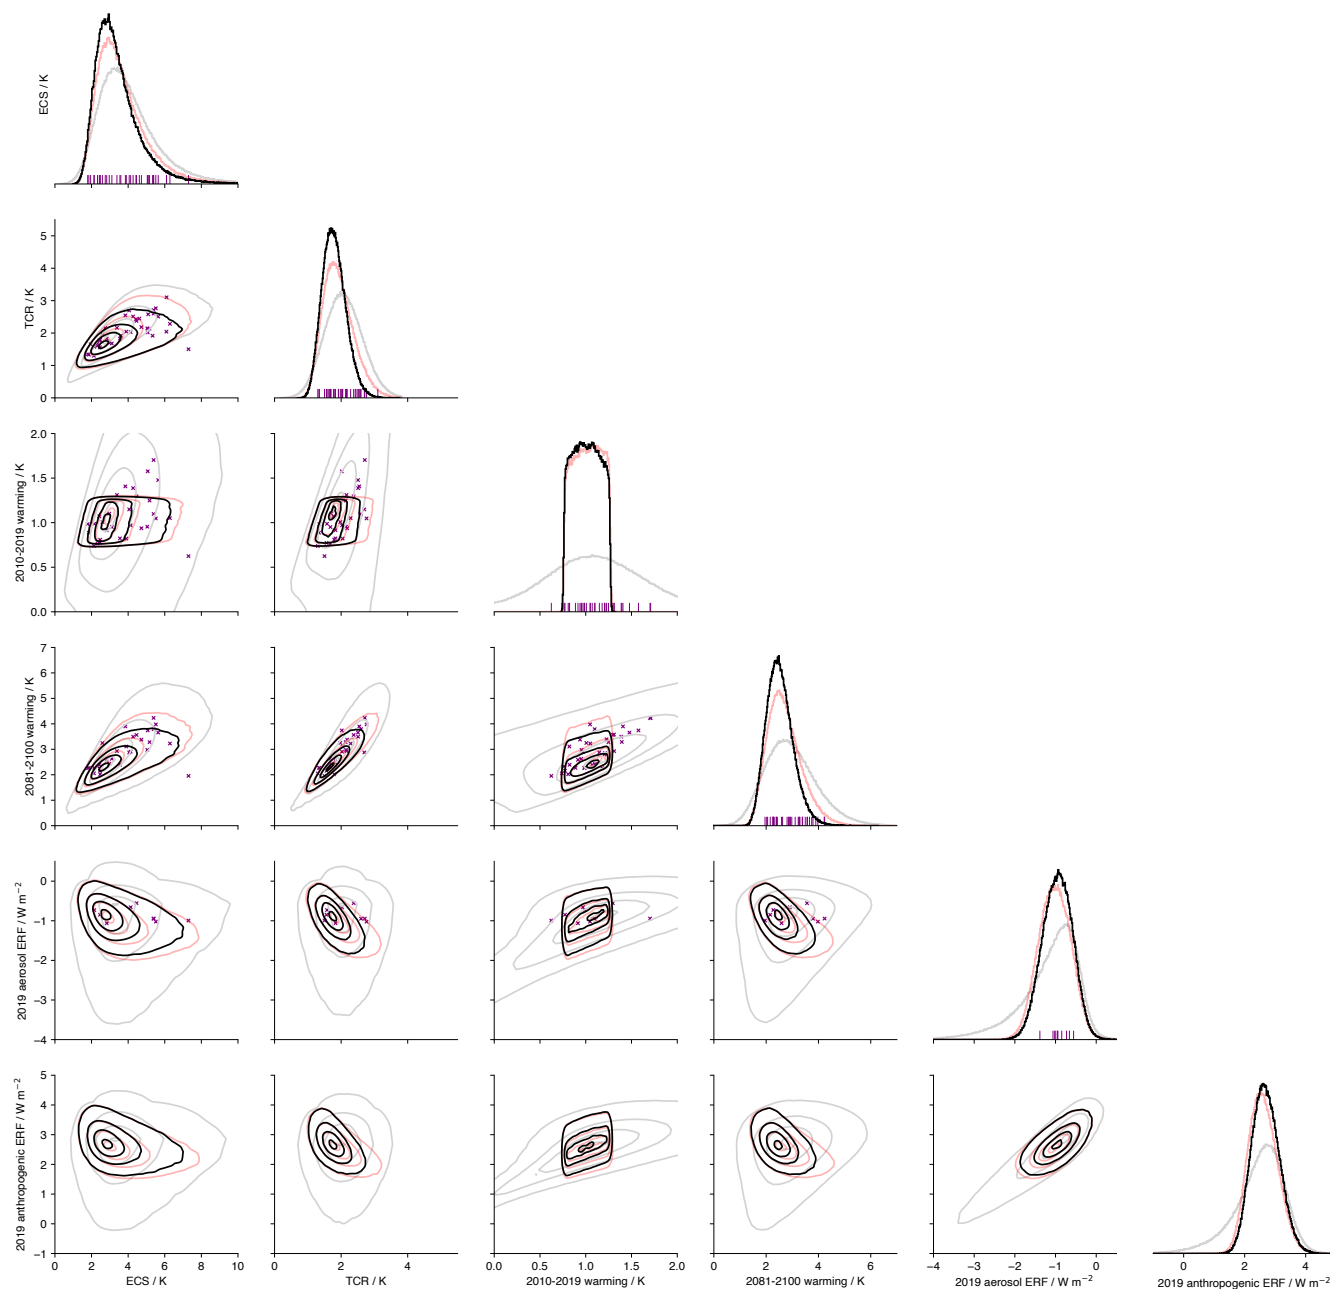 ECS / K
5
4
3
2
1
0
TCR / K
2.0
1.5
1.0
0.5
0.0
2010-2019 warming / K
7
6
5
4
3
2
1
0
2081-2100 warming / K
0
−1
−2
−3
−4
2019 aerosol ERF / W m−2
5
4
3
2
1
0
−1
2019 anthropogenic ERF / W m−2
0 2 4 6 8 10
0 2 4
0.0 0.5 1.0 1.5 2.0
0 2 4 6
−4 −3 −2 −1 0
2 4
ECS / K
TCR / K
2010-2019 warming / K
2081-2100 warming / K
2019 aerosol ERF / W m−2
2019 anthropogenic ERF / W m−2